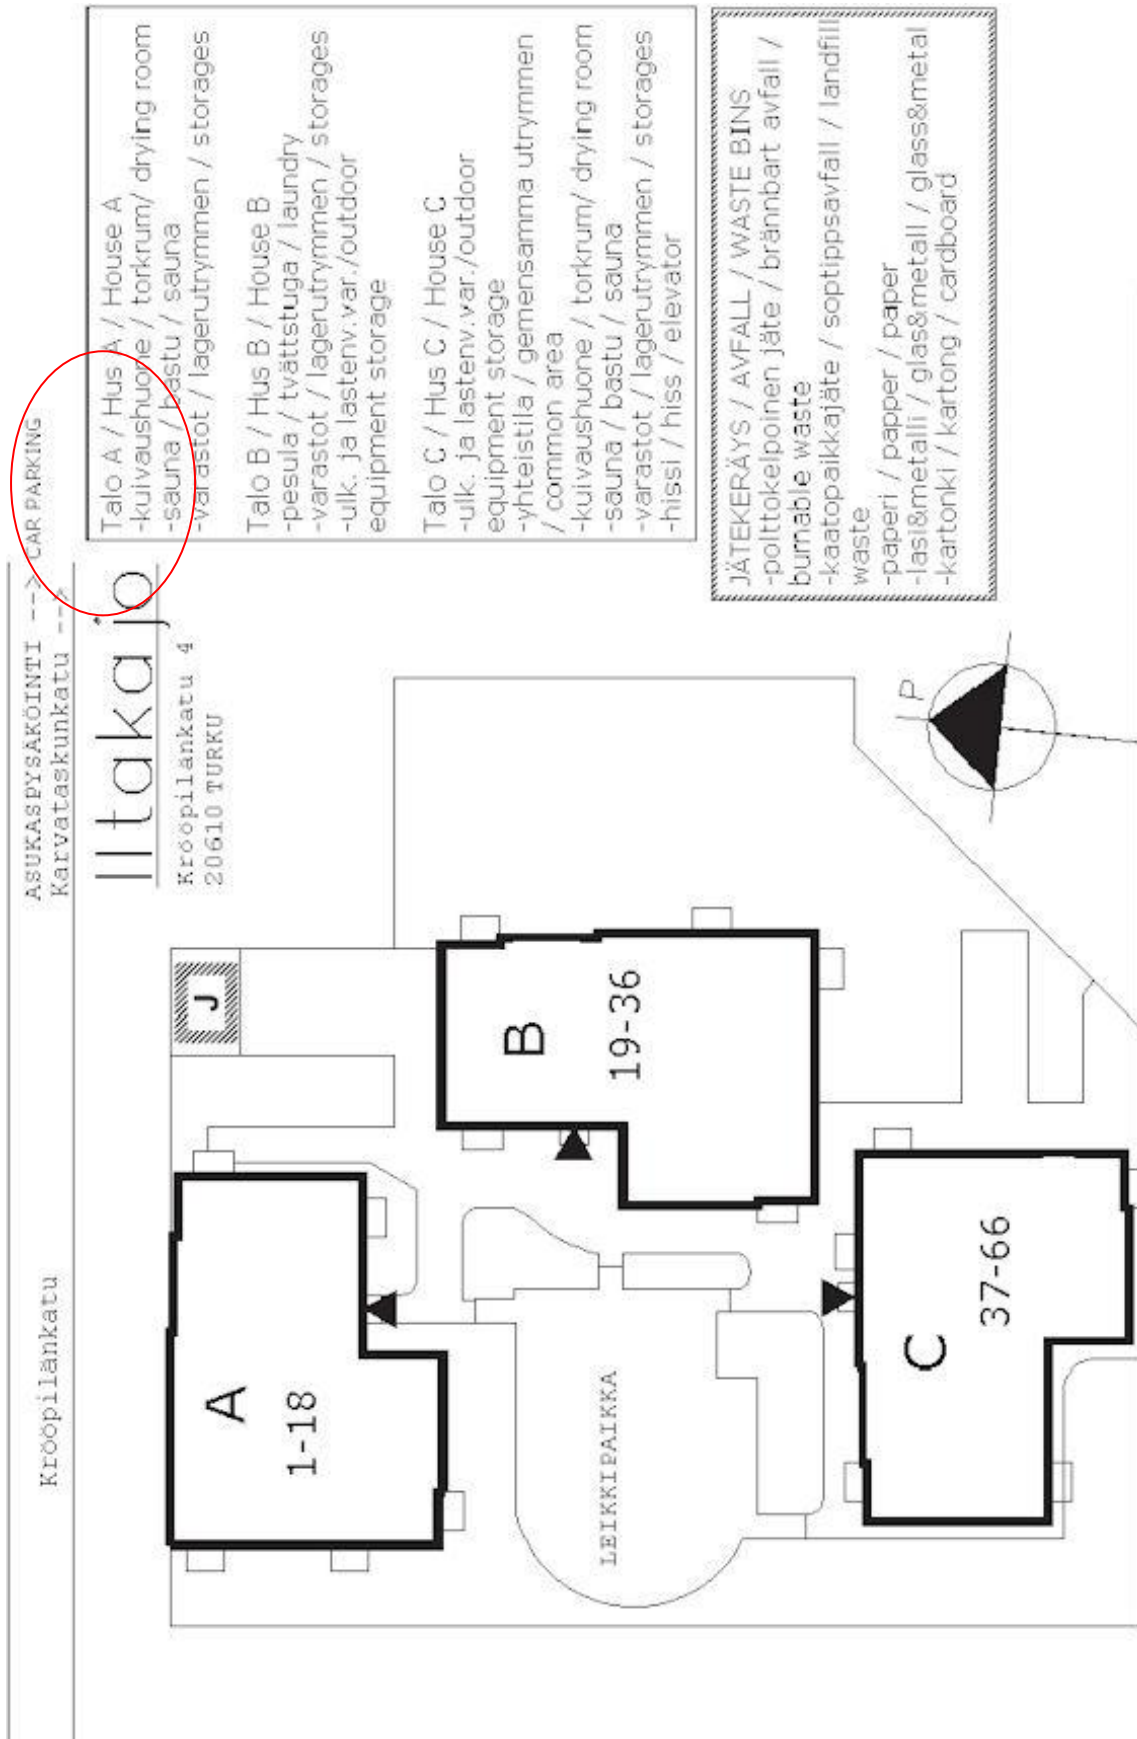 ASUKASPYSÄKÖINTI --> CAR PARKING
Krööpilänkatu
Karvataskunkatu -->
Iltakajo
Krööpilänkatu 4
20610 TURKU
Talo A / Hus A / House A
-kuivaushuone / torkrum/ drying room
-sauna / bastu / sauna
-varastot / lagerutrymmen / storages
Talo B / Hus B / House B
-pesula / tvättstuga / laundry
-varastot / lagerutrymmen / storages
-ulk. ja lastenv.var./outdoor
equipment storage
Talo C / Hus C / House C
-ulk. ja lastenv.var./outdoor
equipment storage
-yhteistila / gemensamma utrymmen
/ common area
-kuivaushuone / torkrum/ drying room
-sauna / bastu / sauna
-varastot / lagerutrymmen / storages
-hissi / hiss / elevator
JÄTEKERÄYS / AVFALL / WASTE BINS
-polttokelpoinen jäte / brännbart avfall /
burnable waste
-kaatopaikkajäte / soptippsavfall / landfill
waste
-paperi / papper / paper
-lasi&metalli / glas&metall / glass&metal
-kartonki / kartong / cardboard
J
A
1-18
B
19-36
LEIKKIPAIKKA
C
37-66
P